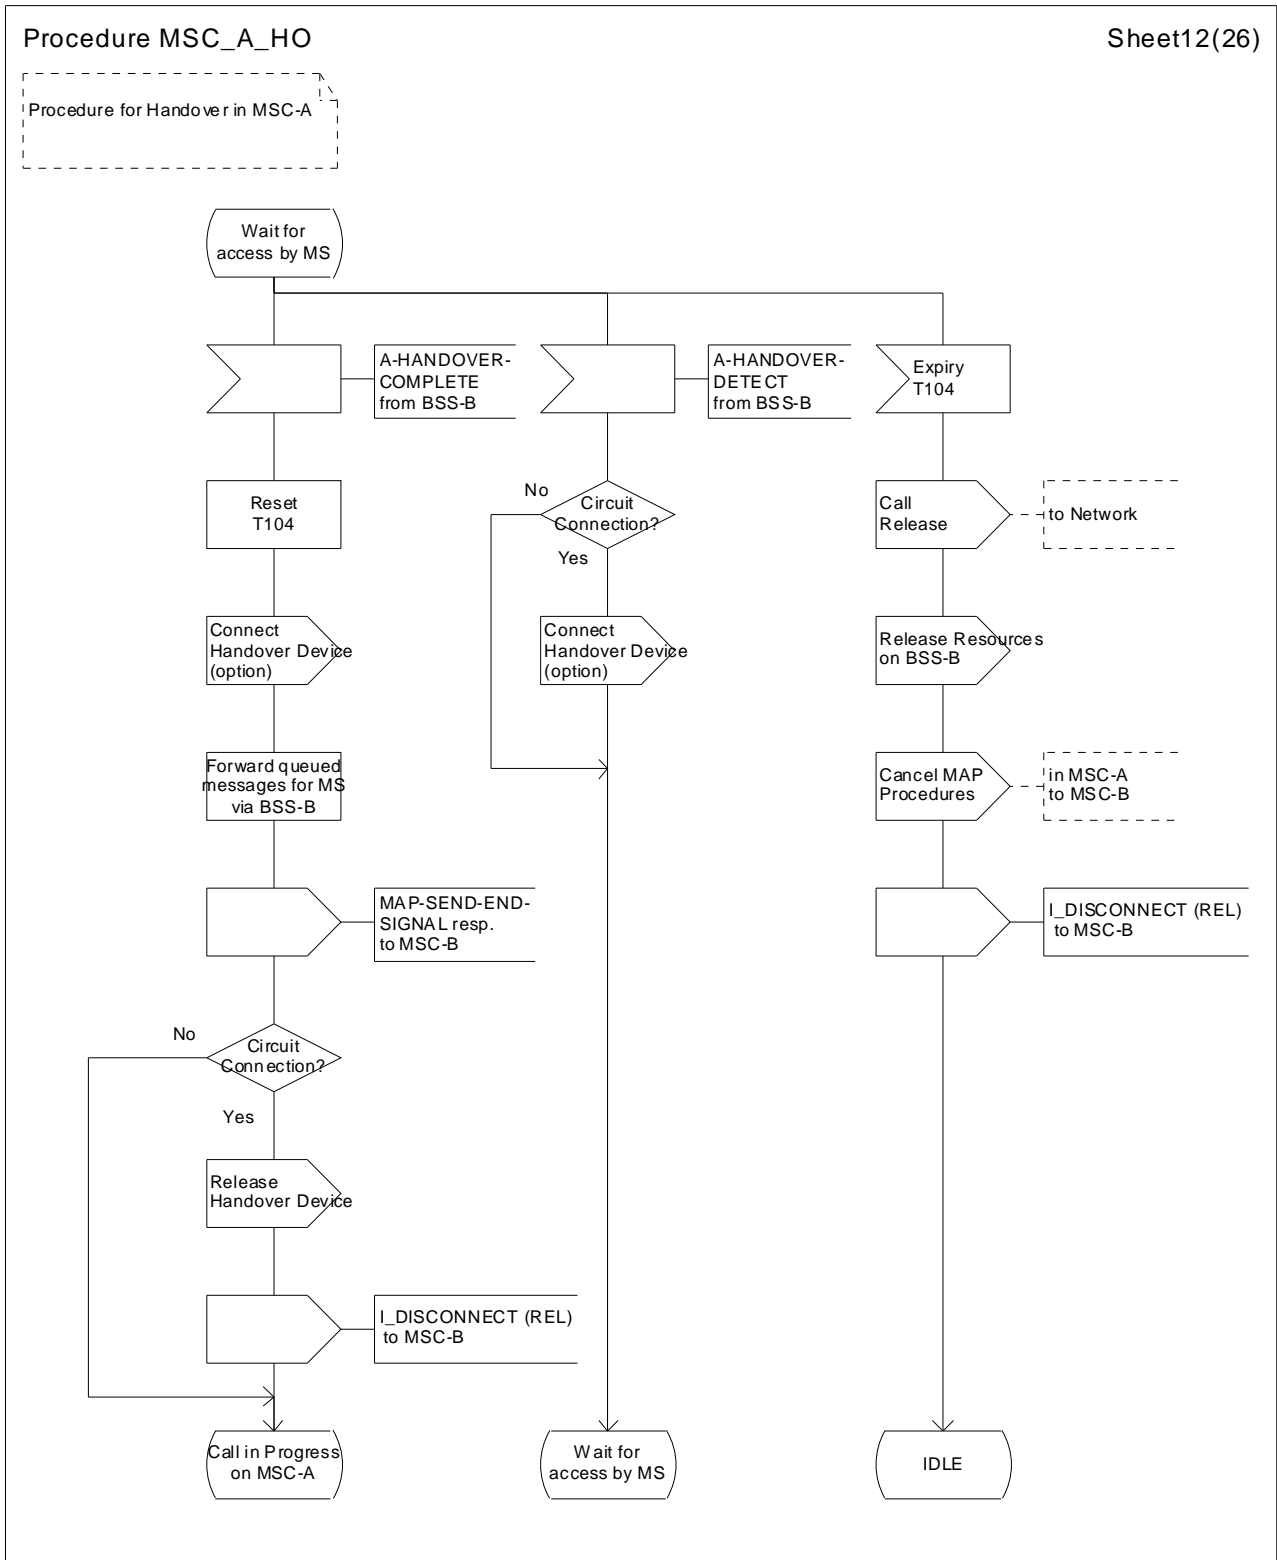 Procedure MSC_A_HO
Sheet12(26)
Procedure for Handover in MSC-A
Wait for
access by MS
A-HANDOVER-
COMPLETE
from BSS-B
A-HANDOVER-
DETECT
from BSS-B
Expiry
T104
Reset
T104
No
Circuit
Connection?
Yes
Call
Release
to Network
Connect
Handover Device
(option)
Connect
Handover Device
(option)
Release Resources
on BSS-B
Forward queued
messages for MS
via BSS-B
Cancel MAP
Procedures
in MSC-A
to MSC-B
MAP-SEND-END-
SIGNAL resp.
to MSC-B
I_DISCONNECT (REL)
to MSC-B
No
Circuit
Connection?
Yes
Release
Handover Device
I_DISCONNECT (REL)
to MSC-B
Call in Progress
on MSC-A
Wait for
access by MS
IDLE